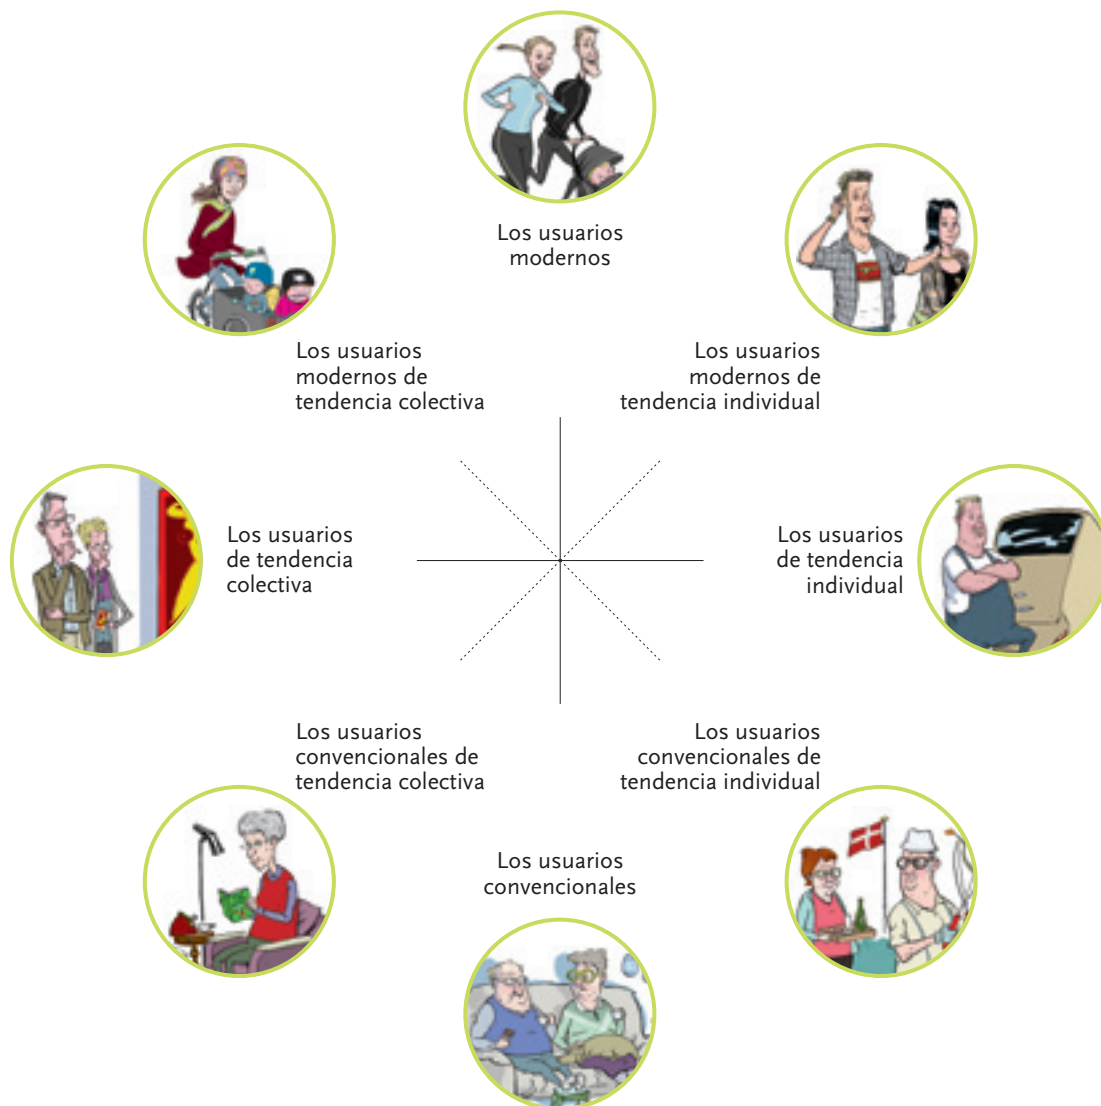 Los usuarios
modernos
Los usuarios
modernos de
tendencia colectiva
Los usuarios
modernos de
tendencia individual
Los usuarios
de tendencia
colectiva
Los usuarios
de tendencia
individual
Los usuarios
convencionales de
tendencia colectiva
Los usuarios
convencionales de
tendencia individual
Los usuarios
convencionales